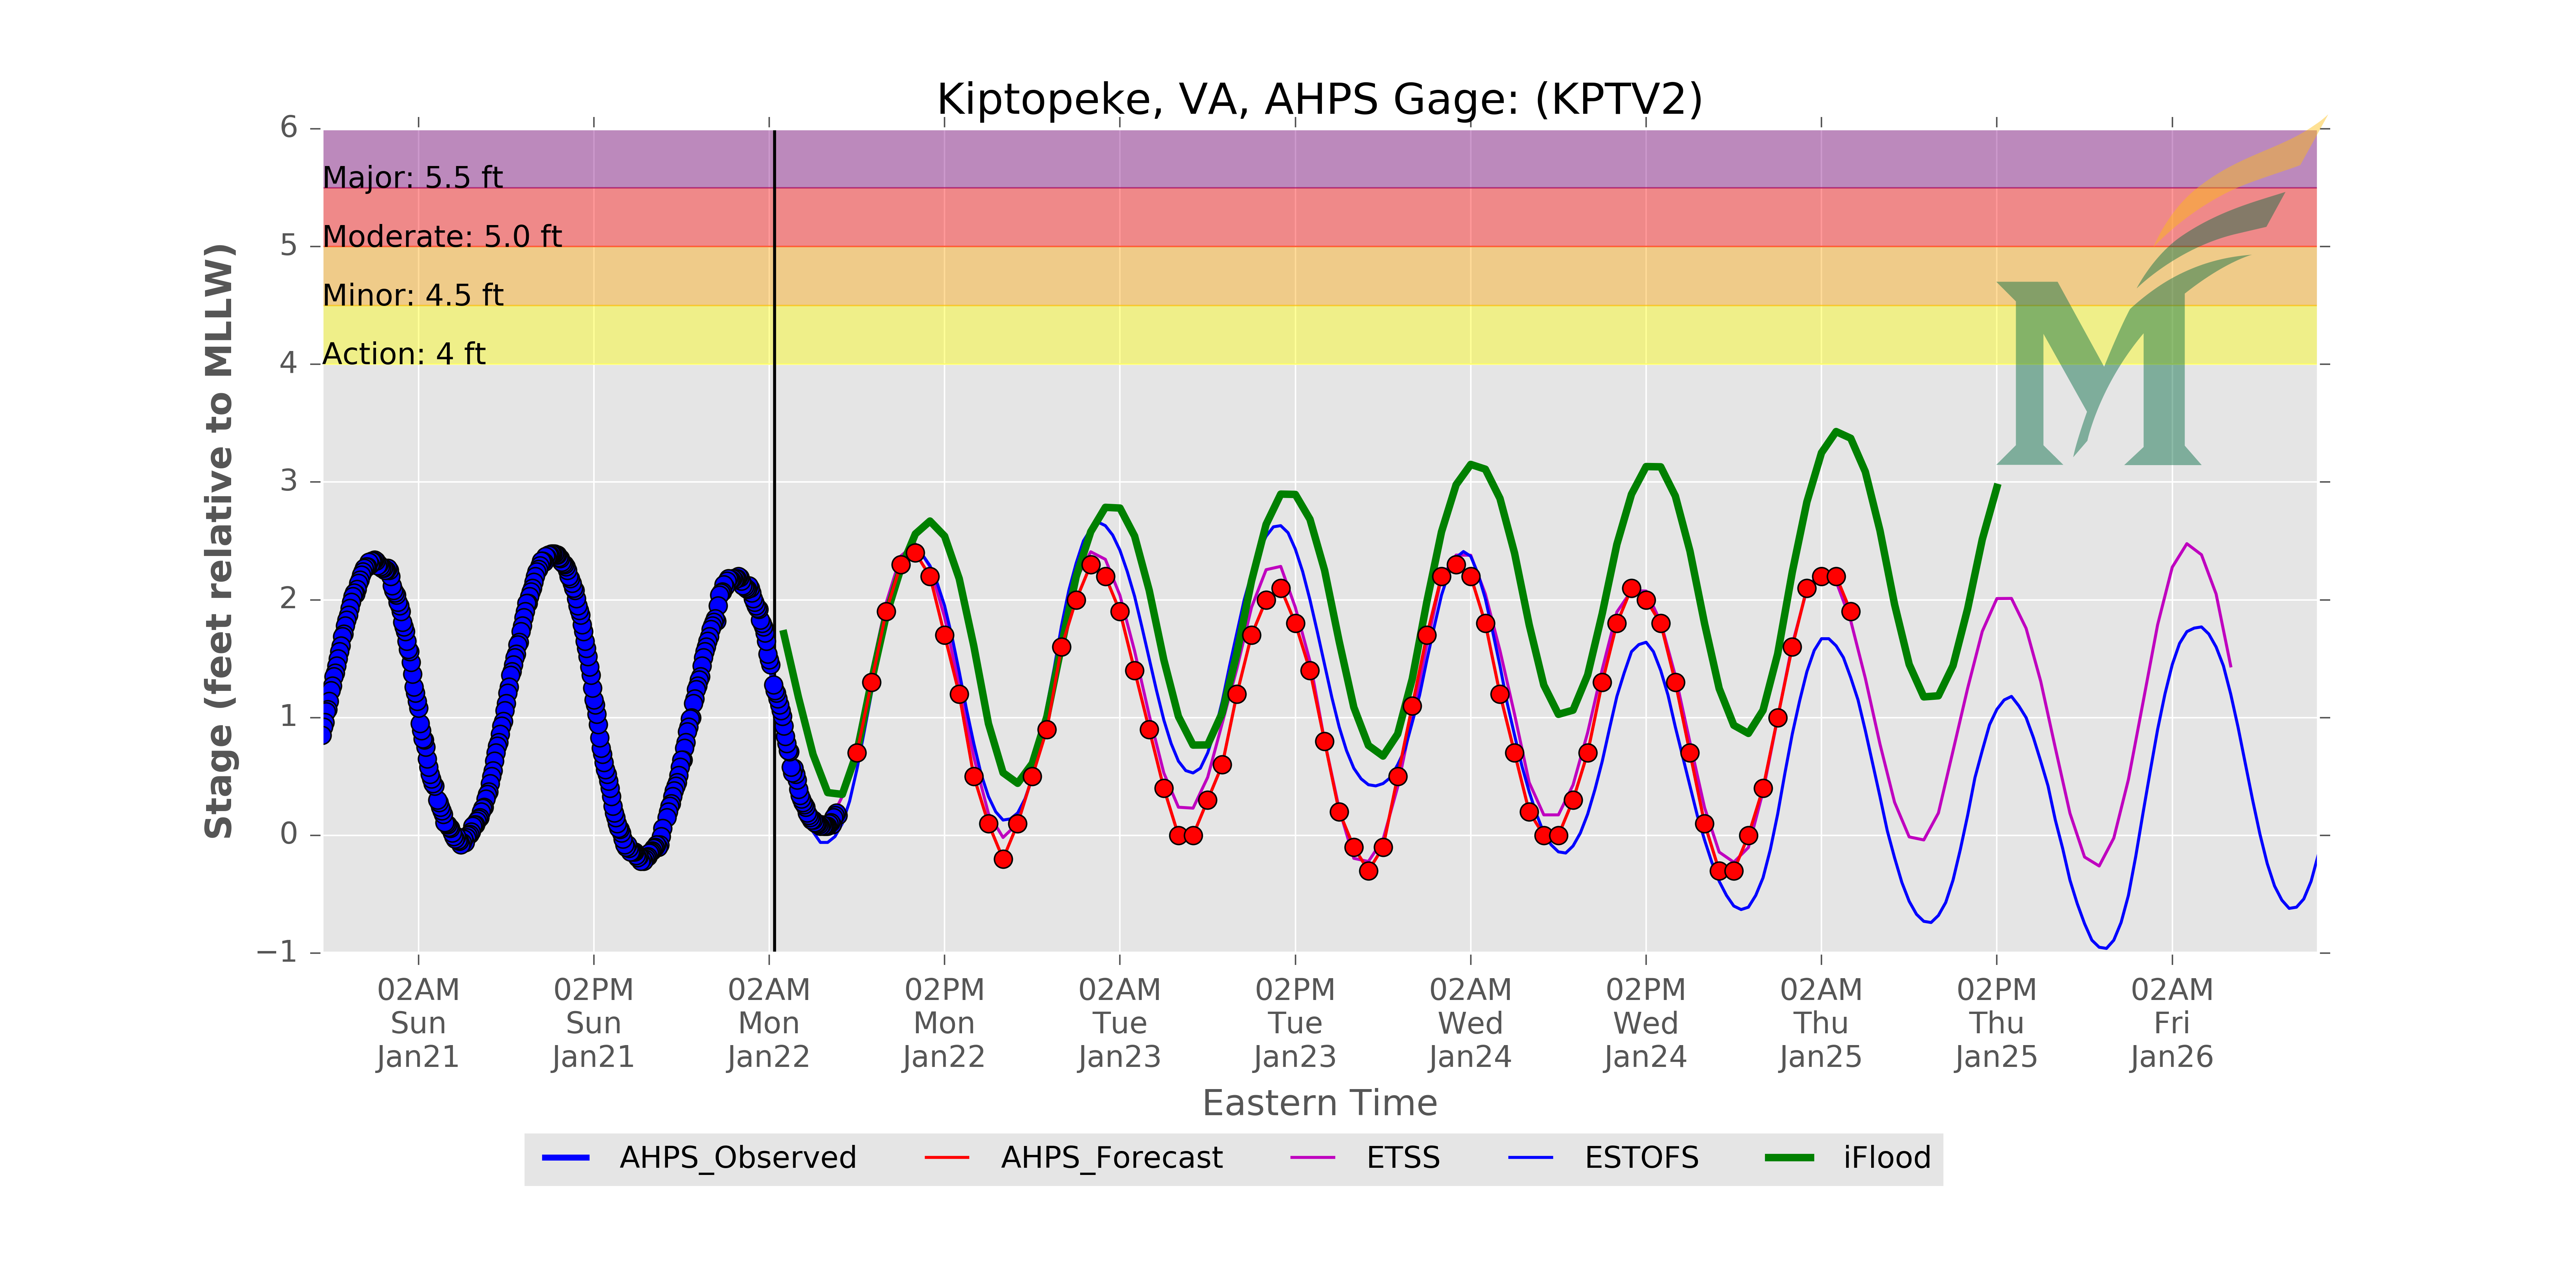 Kiptopeke, VA, AHPS Gage: (KPTV2)
6
Major: 5.5 ft
Moderate: 5.0 ft
5
Minor: 4.5 ft
Action: 4 ft
4
3
2
1
0
−1
Stage (feet relative to MLLW)
M
02AM Sun Jan21
02PM Sun Jan21
02AM Mon Jan22
02PM Mon Jan22
02AM Tue Jan23
02PM Tue Jan23
02AM Wed Jan24
02PM Wed Jan24
02AM Thu Jan25
02PM Thu Jan25
02AM Fri Jan26
Eastern Time
AHPS_Observed AHPS_Forecast ETSS ESTOFS iFlood